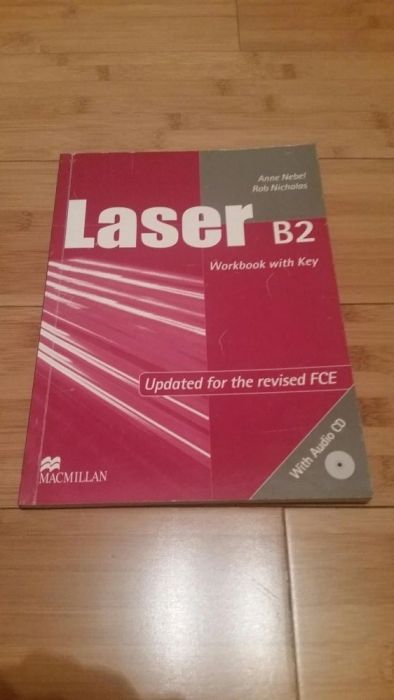 Anne Nebel
Rob Nicholas
Laser B2
Workbook with Key
Updated for the revised FCE
With Audio CD
MACMILLAN